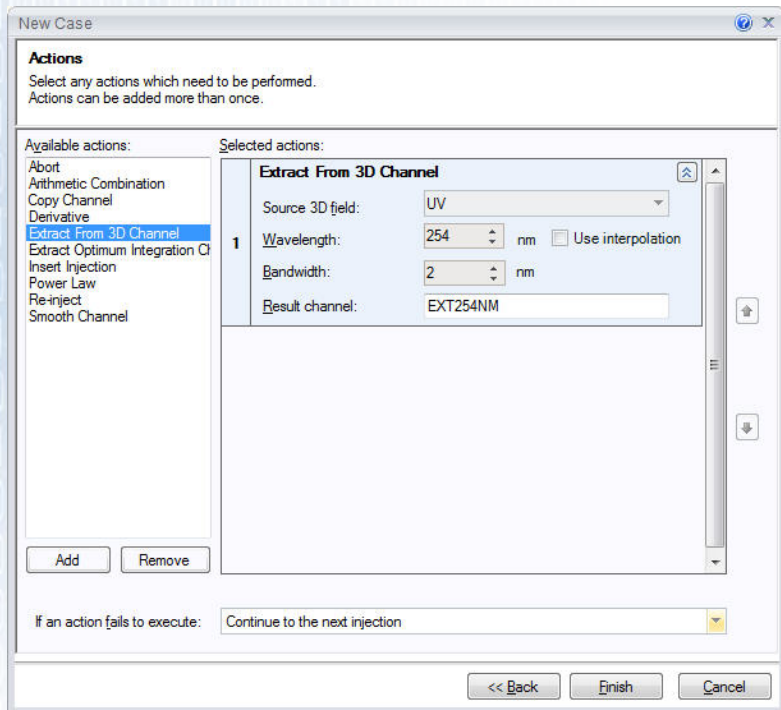 New Case
Actions
Select any actions which need to be performed.
Actions can be added more than once.
Available actions:
Abort
Arithmetic Combination
Copy Channel
Derivative
Extract From 3D Channel
Extract Optimum Integration Ch
Insert Injection
Power Law
Re-inject
Smooth Channel
Add Remove
Selected actions:
1
Extract From 3D Channel
Source 3D field: UV
Wavelength: 254 nm Use interpolation
Bandwidth: 2 nm
Result channel: EXT254NM
If an action fails to execute: Continue to the next injection
<< Back Finish Cancel